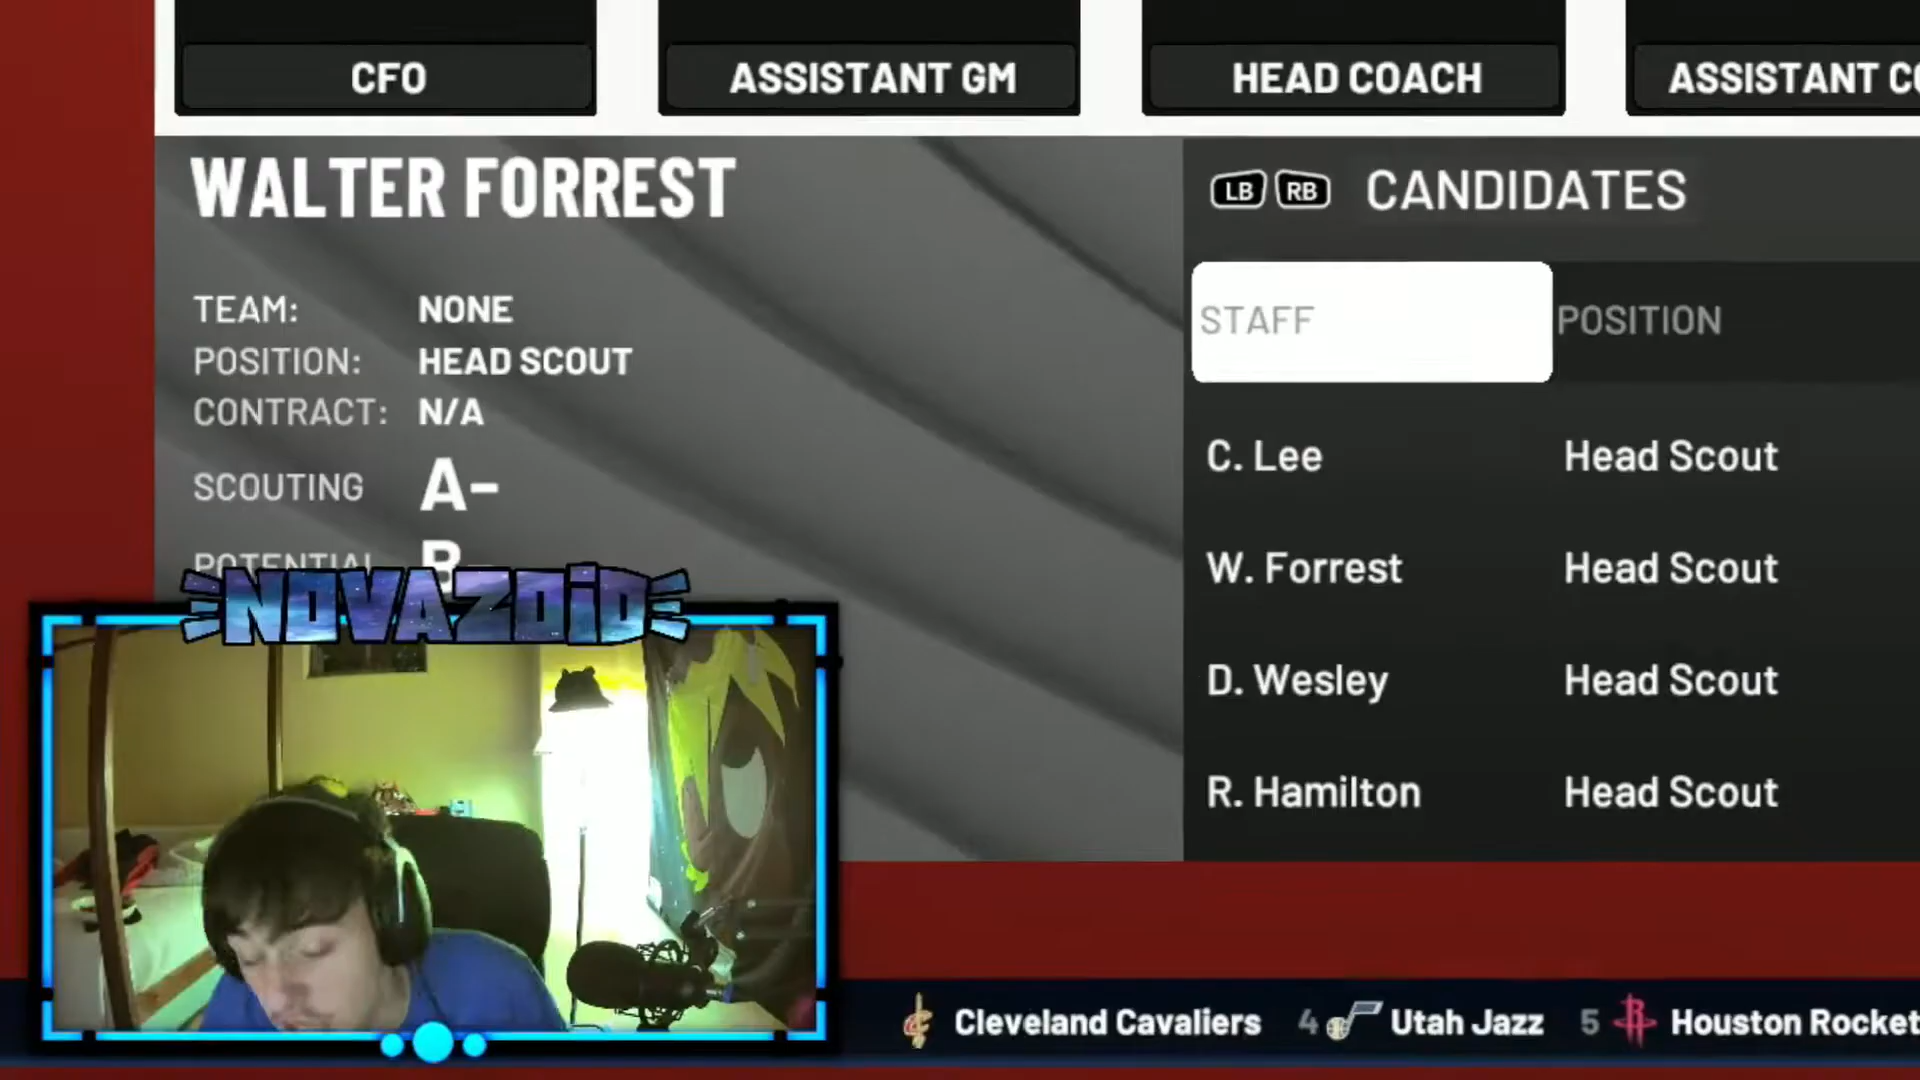 CFO
ASSISTANT GM
HEAD COACH
ASSISTANT
WALTER FORREST
TEAM: NONE
POSITION: HEAD SCOUT
CONTRACT: N/A
SCOUTING A-
POTENTIAL
NOVAZOiD
LB RB CANDIDATES
STAFF POSITION
C. Lee Head Scout
W. Forrest Head Scout
D. Wesley Head Scout
R. Hamilton Head Scout
Cleveland Cavaliers 4 Utah Jazz 5 Houston Rocket